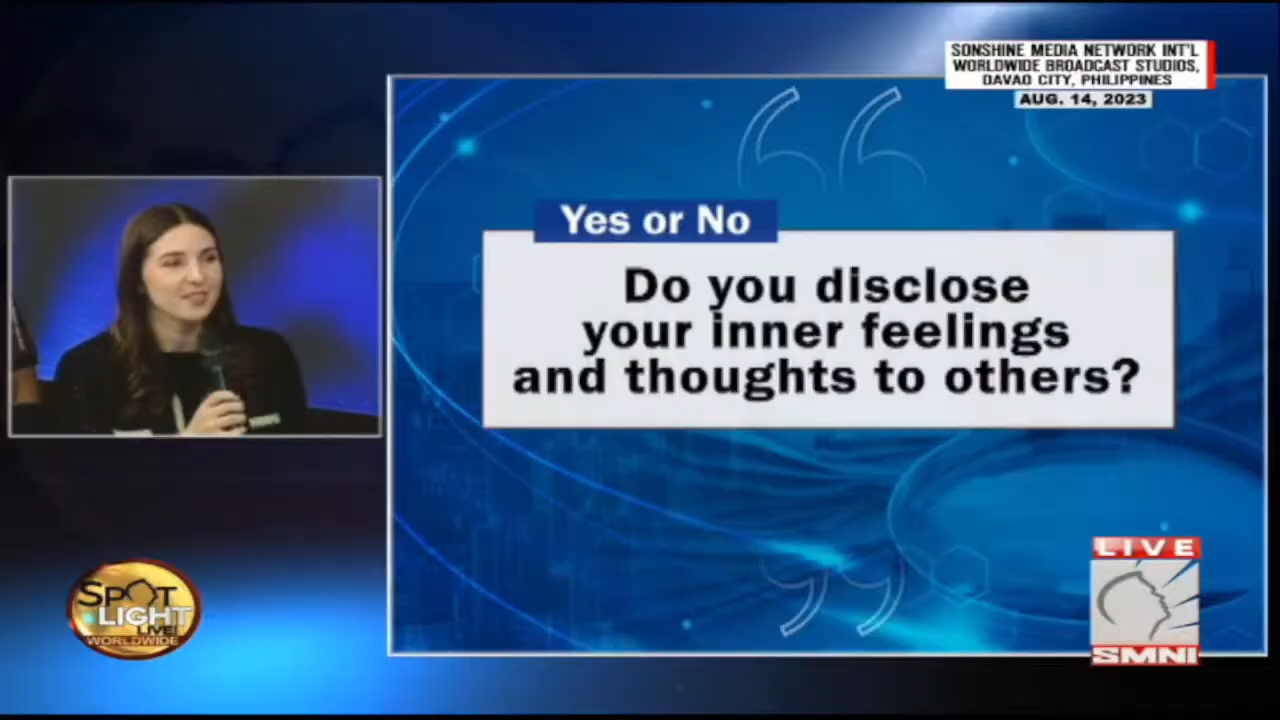 SONSHINE MEDIA NETWORK INT'L
WORLDWIDE BROADCAST STUDIOS,
DAVAO CITY, PHILIPPINES
AUG. 14, 2023
Yes or No
Do you disclose
your inner feelings
and thoughts to others?
SPOT
LIGHT
LIVE!
WORLDWIDE
LIVE
SMNI